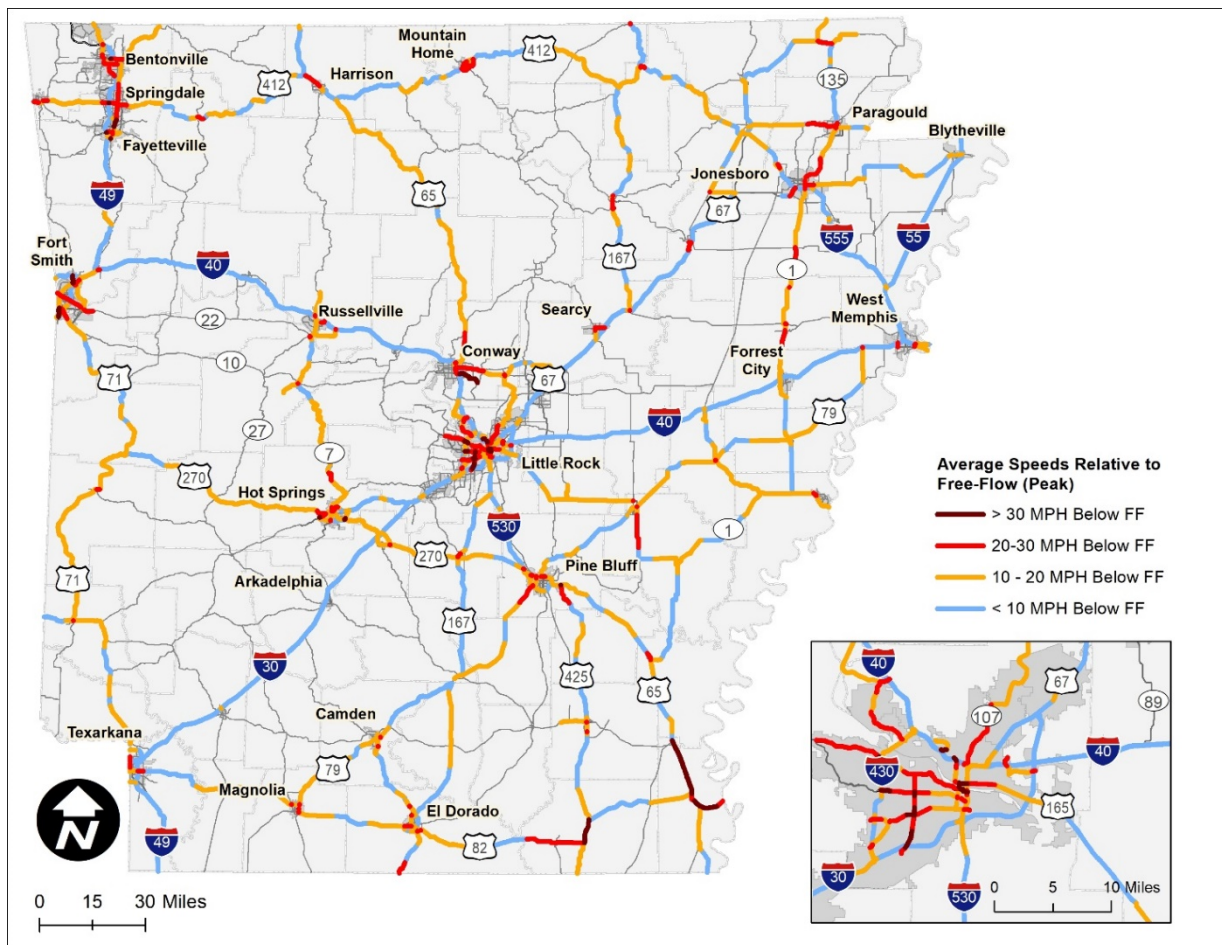 Mountain
Home
412
Bentonville
Harrison
412
135
Springdale
Paragould
Blytheville
Fayetteville
Jonesboro
49
65
67
Fort
Smith
40
167
555
55
1
Russellville
Searcy
West
Memphis
22
10
Conway
Forrest
City
71
67
79
40
27
7
Little Rock
270
Hot Springs
530
1
270
Pine Bluff
71
Arkadelphia
167
30
425
65
Camden
Texarkana
79
Magnolia
El Dorado
82
49
N
0 15 30 Miles
Average Speeds Relative to
Free-Flow (Peak)
> 30 MPH Below FF
20-30 MPH Below FF
10 - 20 MPH Below FF
< 10 MPH Below FF
40
67
107
89
40
430
165
30
530
0 5 10 Miles